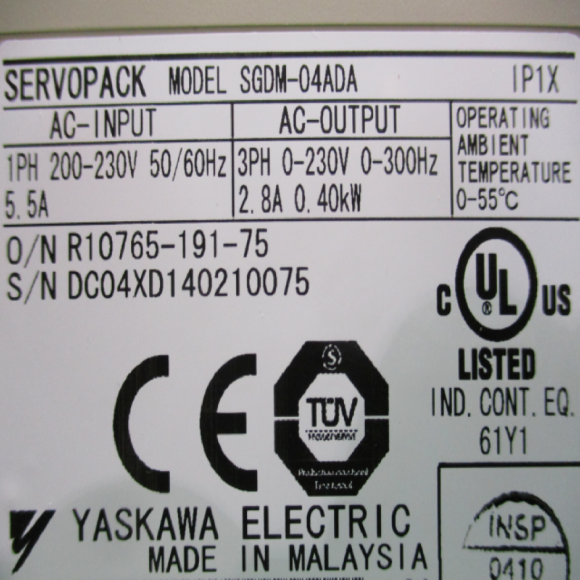 SERVOPACK MODEL SGDM-04ADA IP1X
AC-INPUT
1PH 200-230V 50/60Hz
5.5A
AC-OUTPUT
3PH 0-230V 0-300Hz
2.8A 0.40kW
OPERATING
AMBIENT
TEMPERATURE
0-55℃
O/N R10765-191-75
S/N DC04XD140210075
CE
S
TÜV
C UL ® US
LISTED
IND. CONT. EQ.
61Y1
YASKAWA ELECTRIC
MADE IN MALAYSIA
INSP
0410